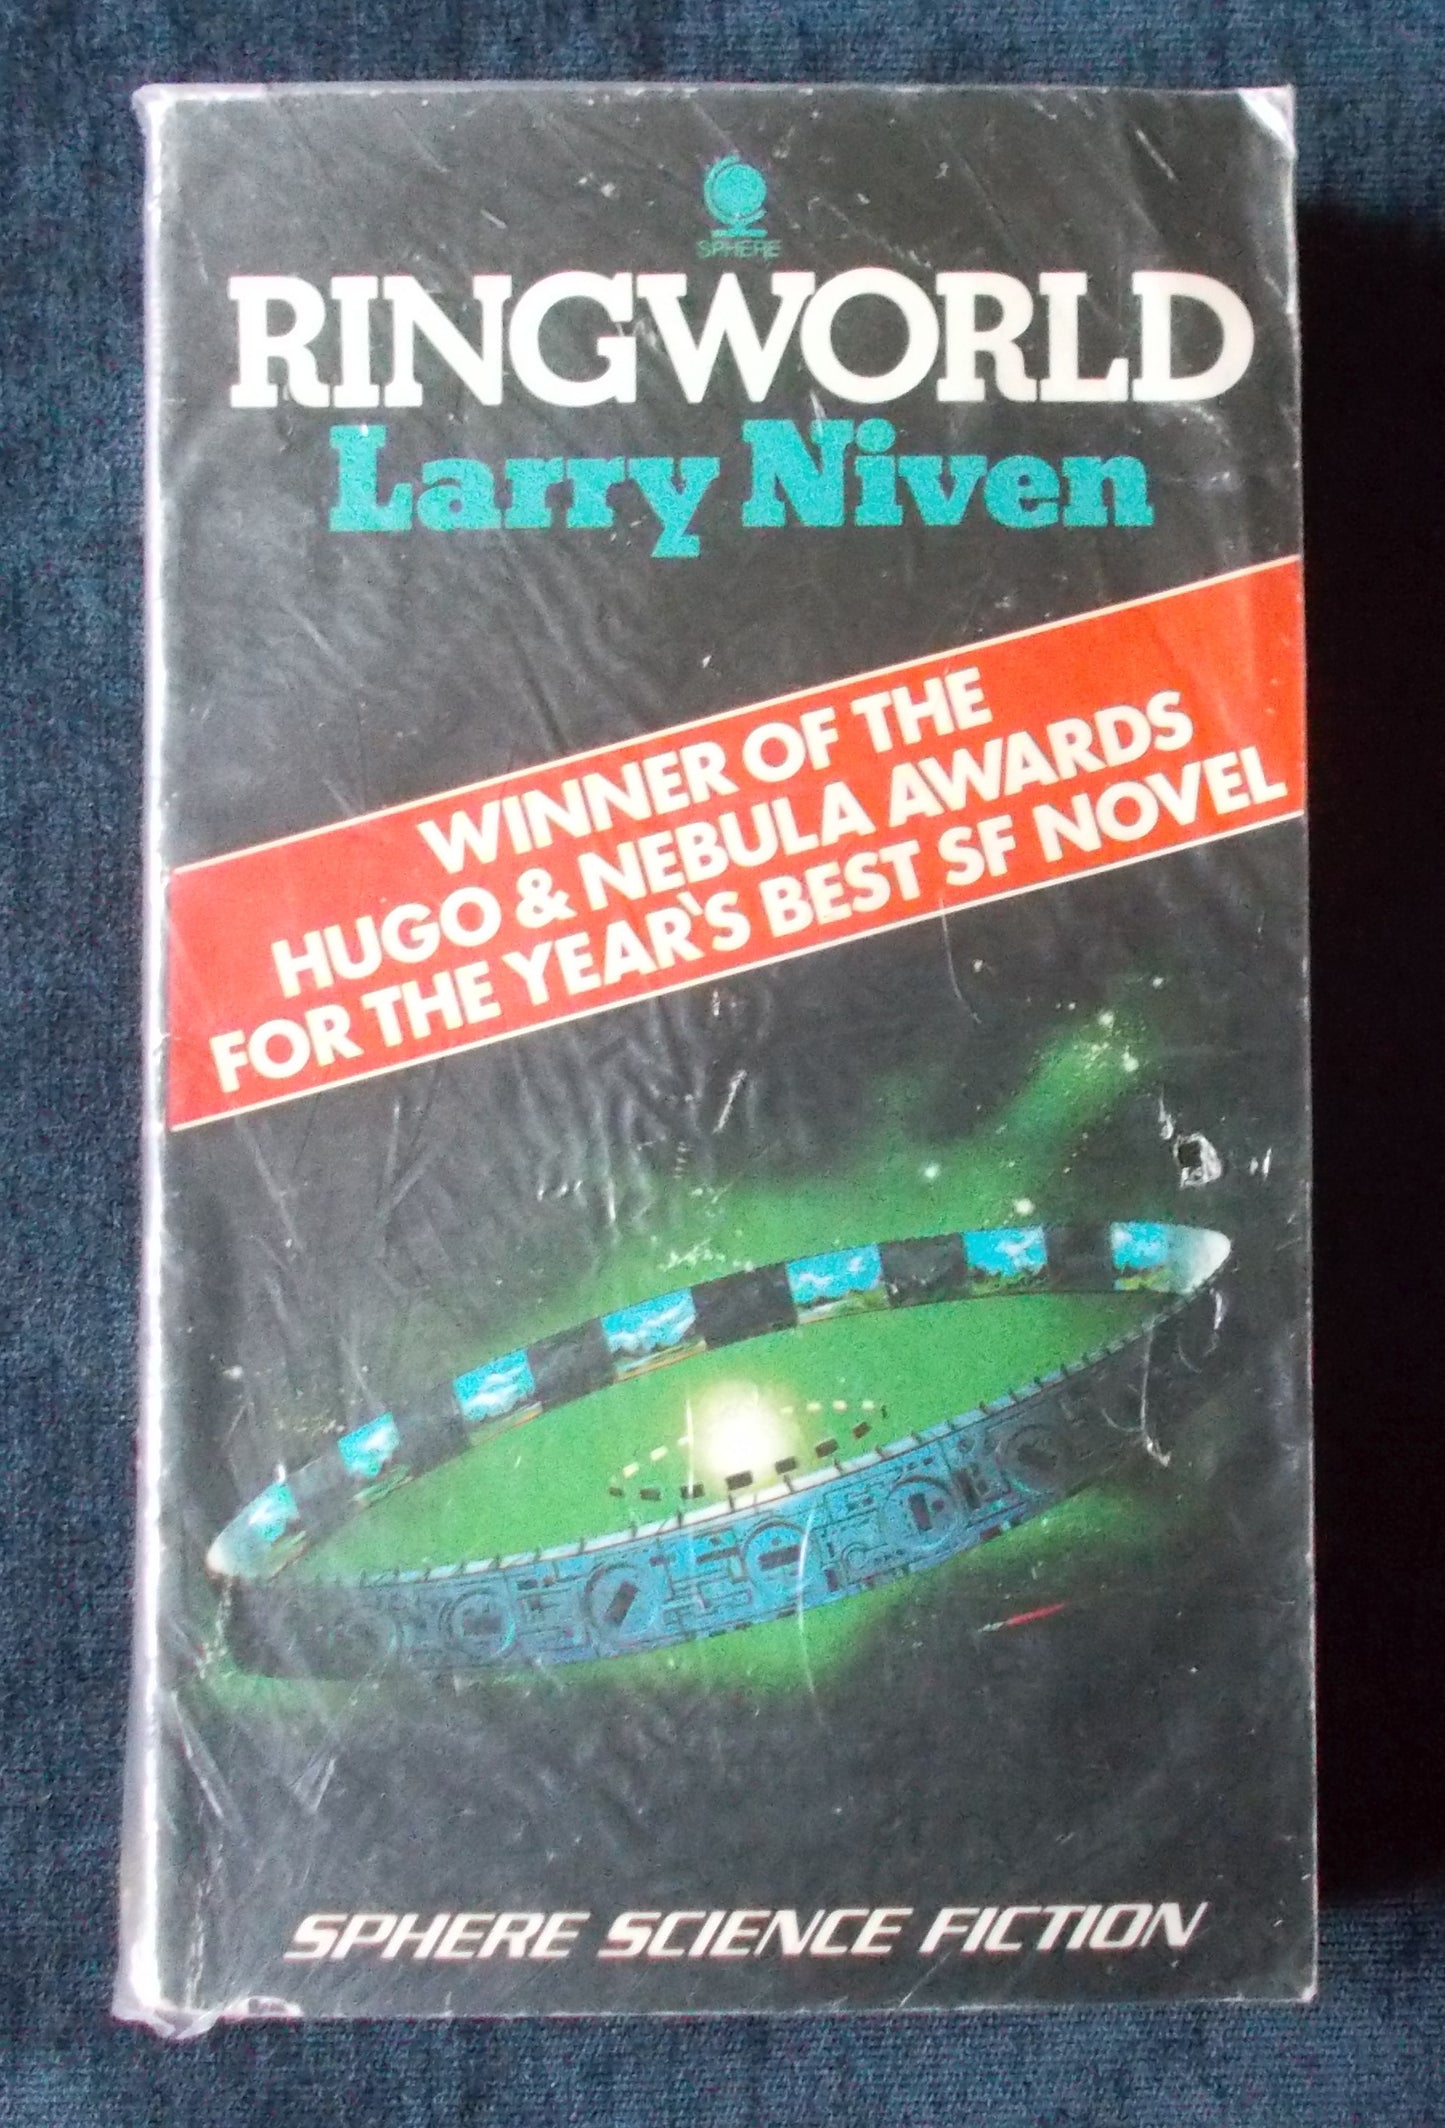 SPHERE
RINGWORLD
Larry Niven
WINNER OF THE
HUGO & NEBULA AWARDS
FOR THE YEAR'S BEST SF NOVEL
SPHERE SCIENCE FICTION